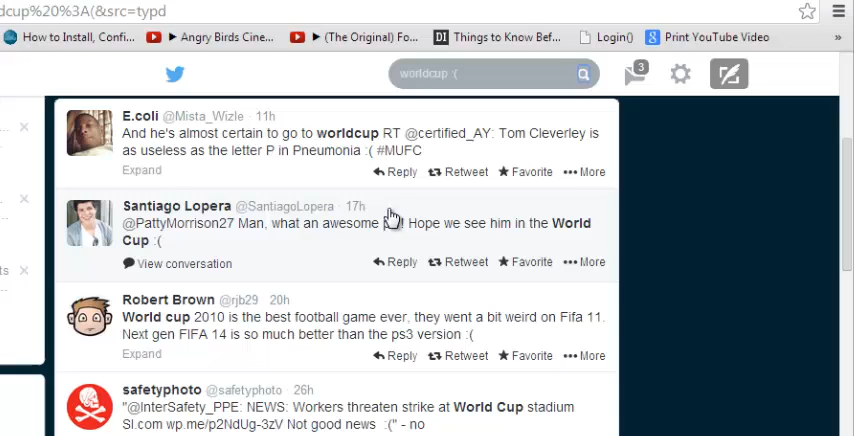 dcup%20%3A(&src=typd
How to Install, Confi... ▶ Angry Birds Cine... ▶ (The Original) Fo... DI Things to Know Bef... Login() 8 Print YouTube Video »
worldcup :( 3
E.coli @Mista_Wizle · 11h
And he's almost certain to go to worldcup RT @certified_AY: Tom Cleverley is
as useless as the letter P in Pneumonia :( #MUFC
Expand Reply Retweet Favorite More
Santiago Lopera @SantiagoLopera · 17h
@PattyMorrison27 Man, what an awesome ! Hope we see him in the World
Cup :(
View conversation Reply Retweet Favorite More
Robert Brown @rjb29 20h
World cup 2010 is the best football game ever, they went a bit weird on Fifa 11.
Next gen FIFA 14 is so much better than the ps3 version :(
Expand Reply Retweet Favorite More
safetyphoto @safetyphoto · 26h
"@InterSafety_PPE: NEWS: Workers threaten strike at World Cup stadium
SI.com wp.me/p2NdUg-3zV Not good news :(" - no